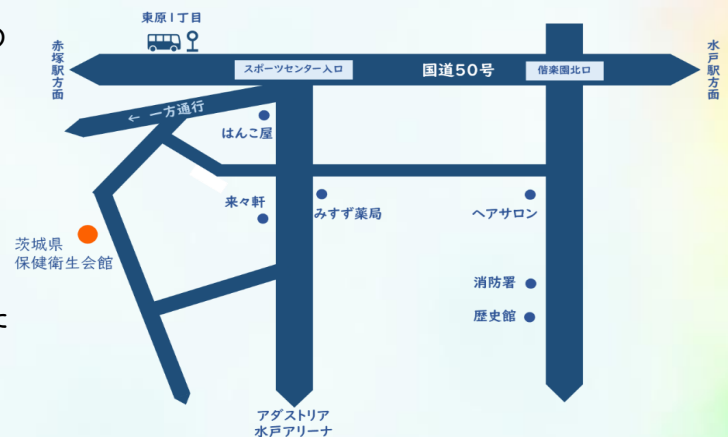 の
東原1丁目
赤塚駅方面
スポーツセンター入口
国道50号
偕楽園北口
水戸駅方面
← 一方通行
はんこ屋
来々軒
みすず薬局
ヘアサロン
茨城県
保健衛生会館
消防署
歴史館
た
アダストリア
水戸アリーナ